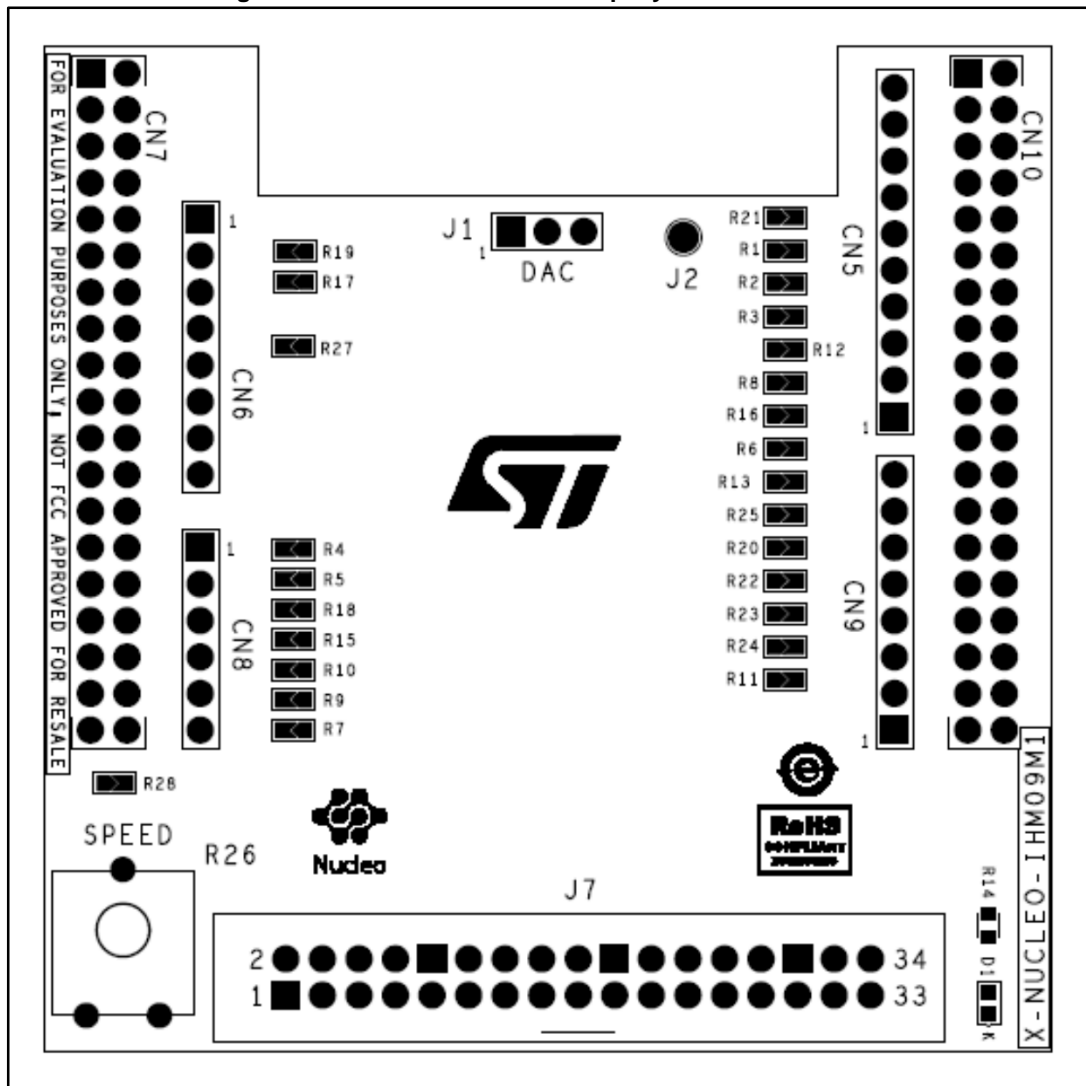 FOR EVALUATION PURPOSES ONLY, NOT FCC APPROVED FOR RESALE
CN7
CN10
1
CN6
R19
R17
R27
J1
1
DAC
J2
R21
R1
R2
R3
R12
R8
R16
R6
R13
R25
R20
R22
R23
R24
R11
CN5
1
CN9
1
1
CN8
R4
R5
R18
R15
R10
R9
R7
R28
SPEED
R26
ST
Nucleo
e
RoHS
COMPLIANT
J7
2
34
1
33
R14
D1
K
X-NUCLEO-IHM09M1